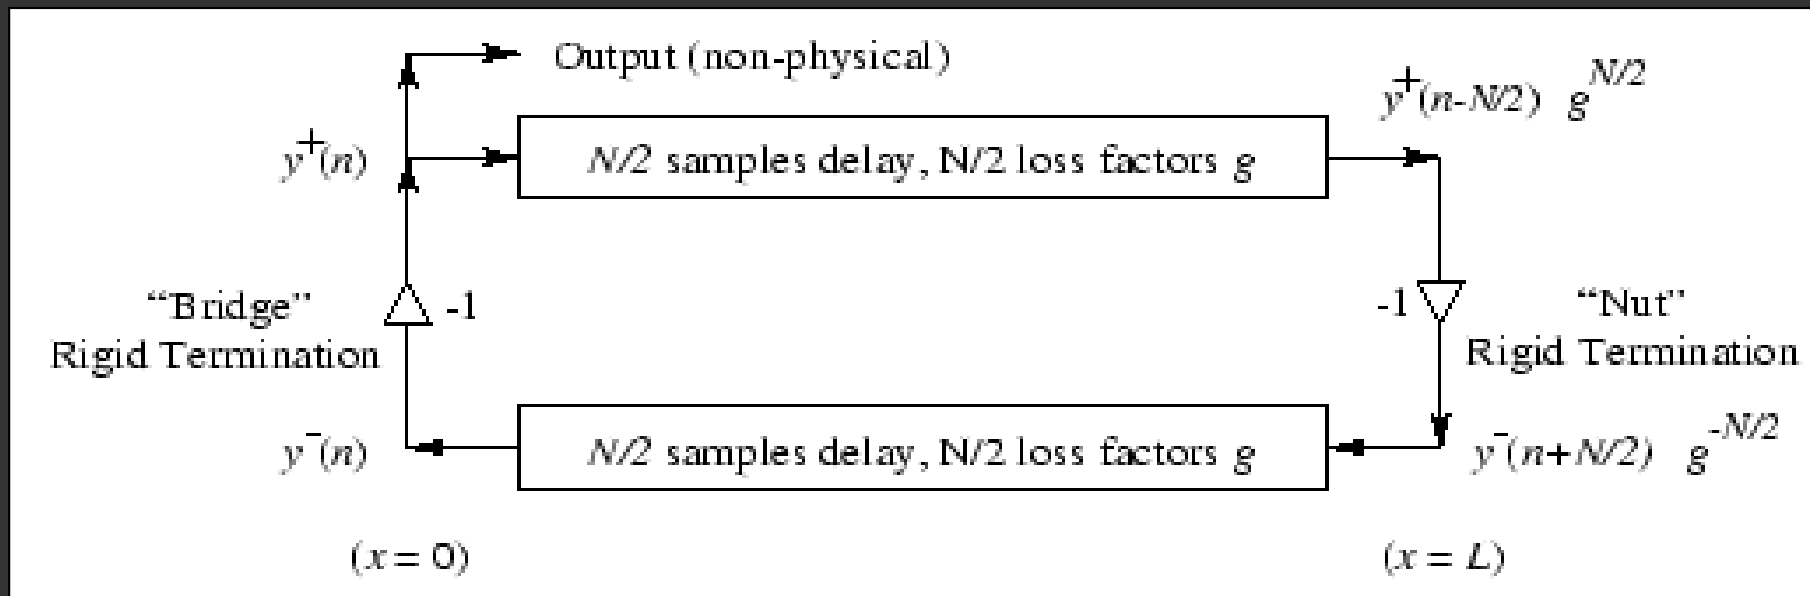 Output (non-physical)
y⁺(n-N/2) g^N/2
y⁺(n)
N/2 samples delay, N/2 loss factors g
“Bridge”
Rigid Termination
-1
-1
“Nut”
Rigid Termination
y⁻(n)
N/2 samples delay, N/2 loss factors g
y⁻(n+N/2) g^-N/2
(x = 0)
(x = L)